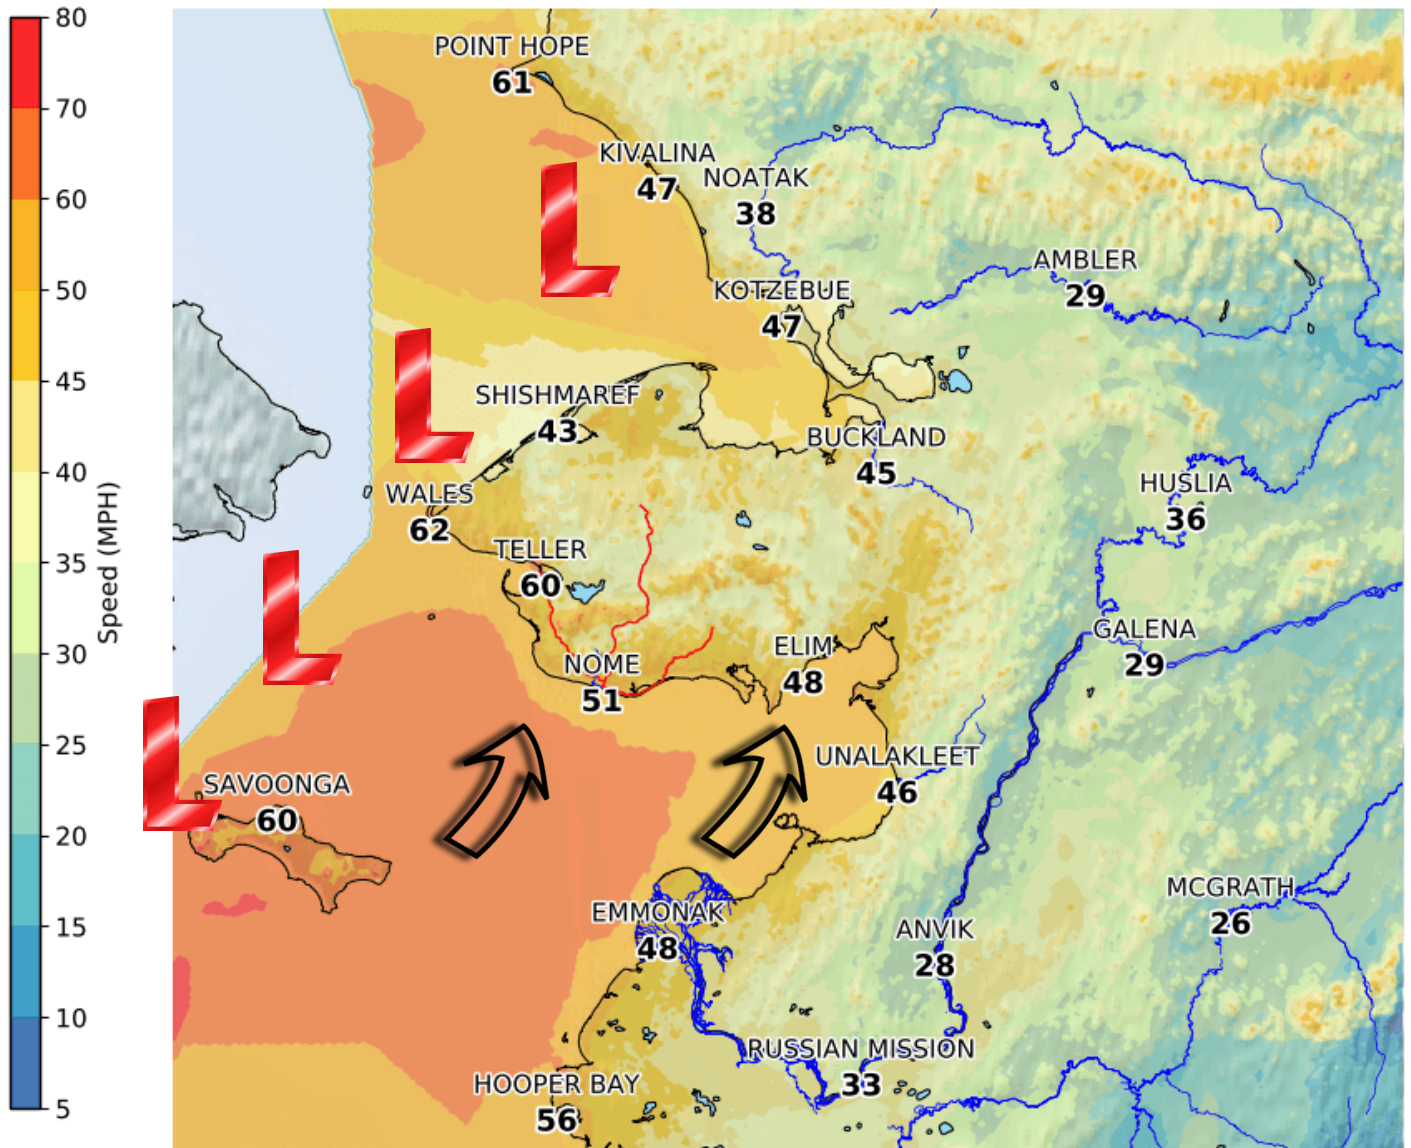 80
70
60
50
45
40
35
30
25
20
15
10
5
Speed (MPH)
POINT HOPE
61
KIVALINA
47
NOATAK
38
L
AMBLER
29
KOTZEBUE
47
L
SHISHMAREF
43
BUCKLAND
45
HUSLIA
36
WALES
62
TELLER
60
L
GALENA
29
ELIM
48
NOME
51
L
UNALAKLEET
46
SAVOONGA
60
MCGRATH
26
EMMONAK
48
ANVIK
28
RUSSIAN MISSION
33
HOOPER BAY
56